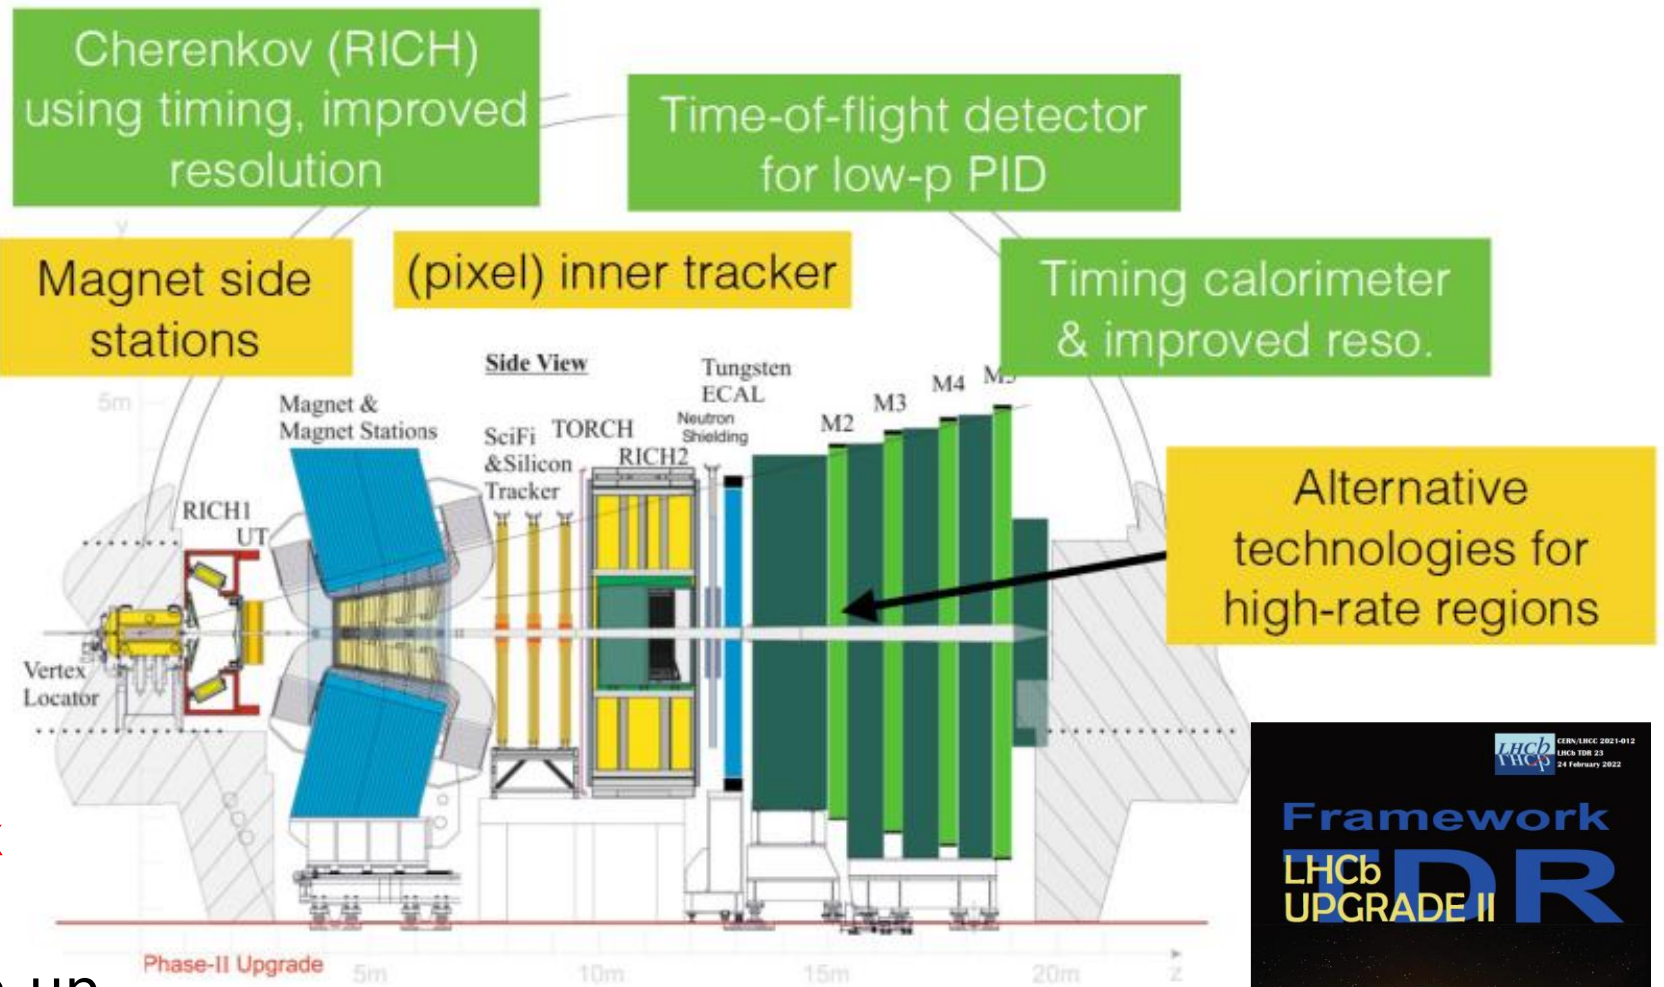 Cherenkov (RICH)
using timing, improved
resolution
Time-of-flight detector
for low-p PID
Magnet side
stations
(pixel) inner tracker
Timing calorimeter
& improved reso.
y
5m
Side View
Magnet &
Magnet Stations
SciFi
&Silicon
Tracker
TORCH
RICH2
Tungsten
ECAL
Neutron
Shielding
M2
M3
M4
RICH1
UT
Vertex
Locator
Alternative
technologies for
high-rate regions
Phase-II Upgrade
5m
10m
15m
20m
z
LHCb
CERN/LHCC 2021-012
LHCb TDR 23
24 February 2022
Framework
TDR
LHCb
UPGRADE II